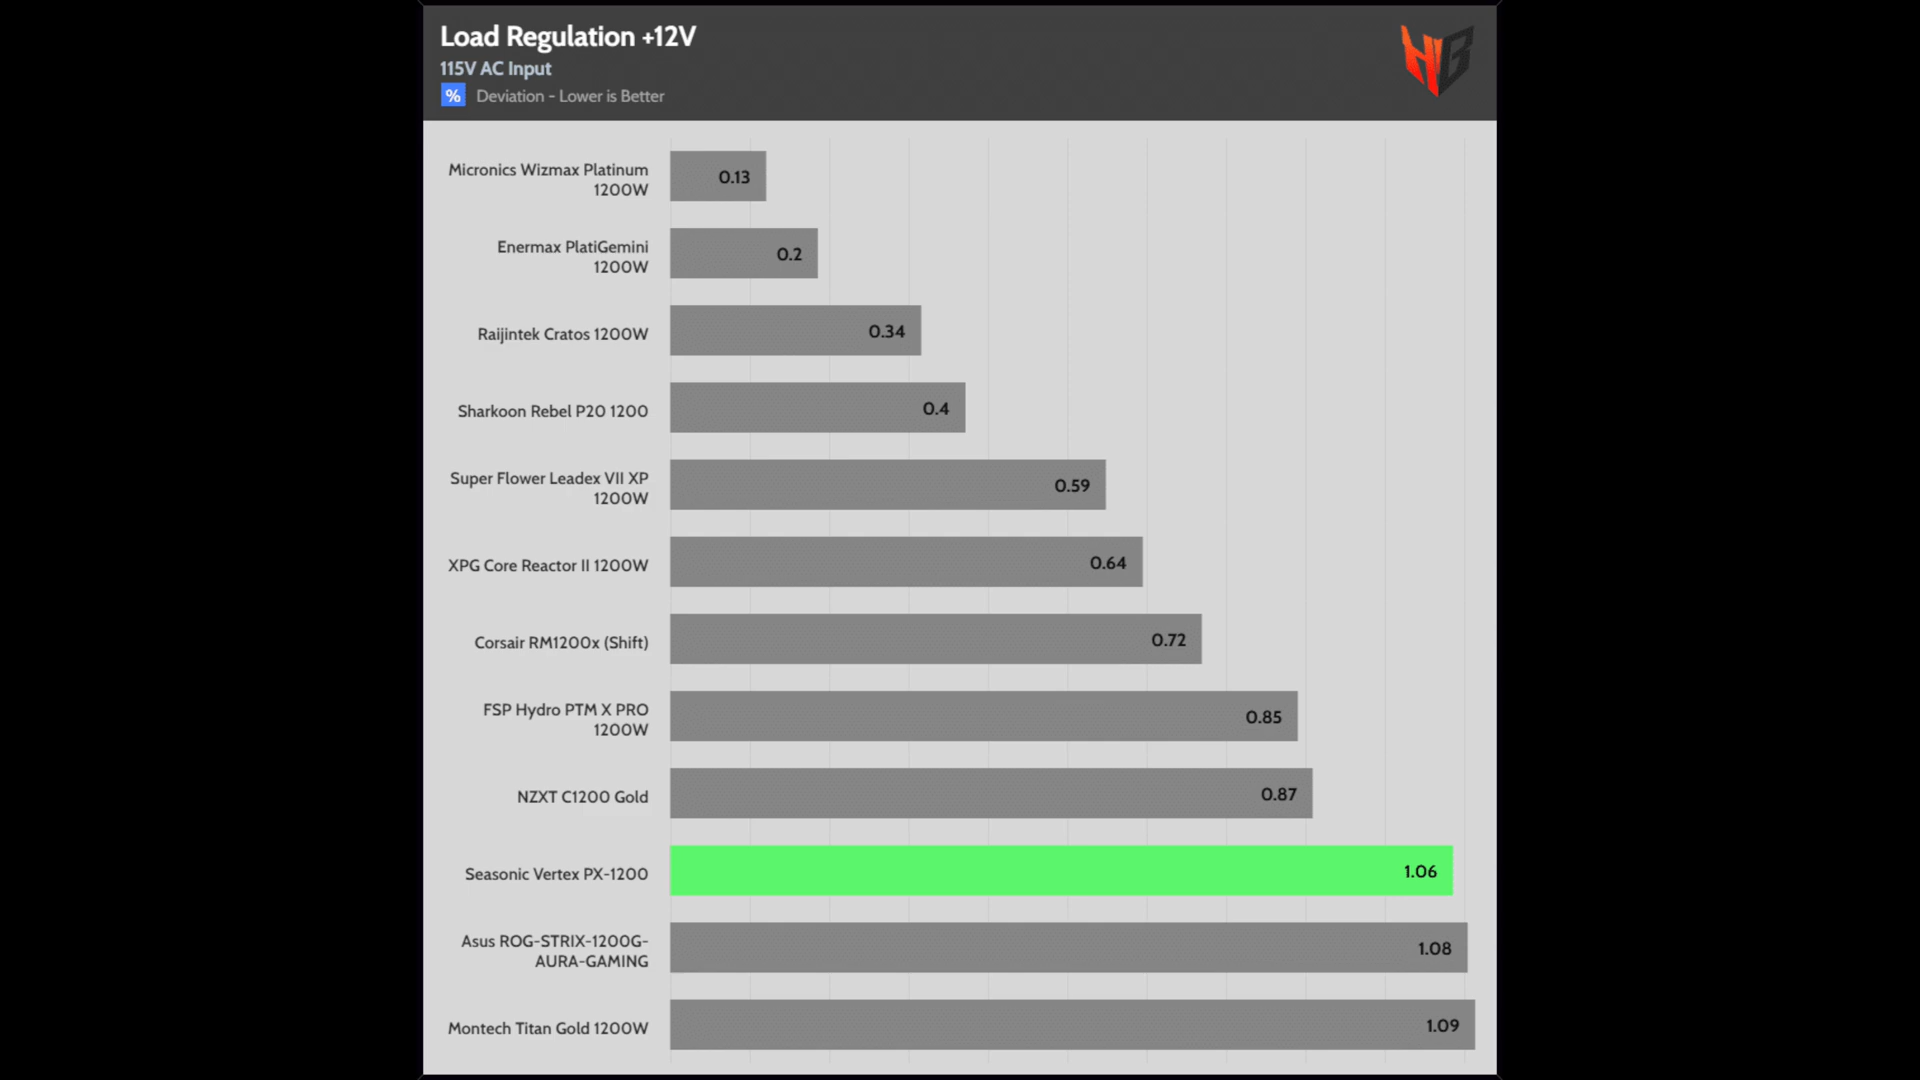 Load Regulation +12V
115V AC Input
% Deviation - Lower is Better
HB
Micronics Wizmax Platinum
1200W
0.13
Enermax PlatiGemini
1200W
0.2
Raijintek Cratos 1200W
0.34
Sharkoon Rebel P20 1200
0.4
Super Flower Leadex VII XP
1200W
0.59
XPG Core Reactor II 1200W
0.64
Corsair RM1200x (Shift)
0.72
FSP Hydro PTM X PRO
1200W
0.85
NZXT C1200 Gold
0.87
Seasonic Vertex PX-1200
1.06
Asus ROG-STRIX-1200G-
AURA-GAMING
1.08
Montech Titan Gold 1200W
1.09